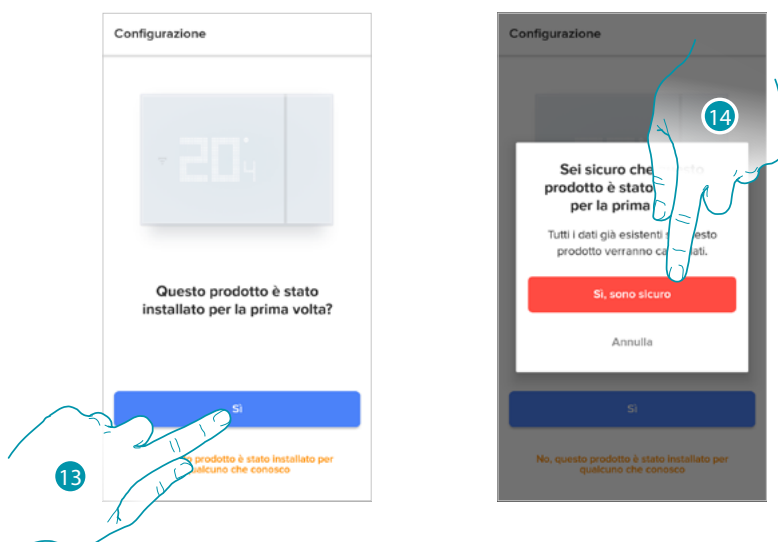 Configurazione
20
4
Questo prodotto è stato
installato per la prima volta?
Sì
prodotto è stato installato per
qualcuno che conosco
13
Configurazione
14
Sei sicuro che
prodotto è stato
per la prima
Tutti i dati già esistenti
prodotto verranno
Sì, sono sicuro
Annulla
Sì
No, questo prodotto è stato installato per
qualcuno che conosco